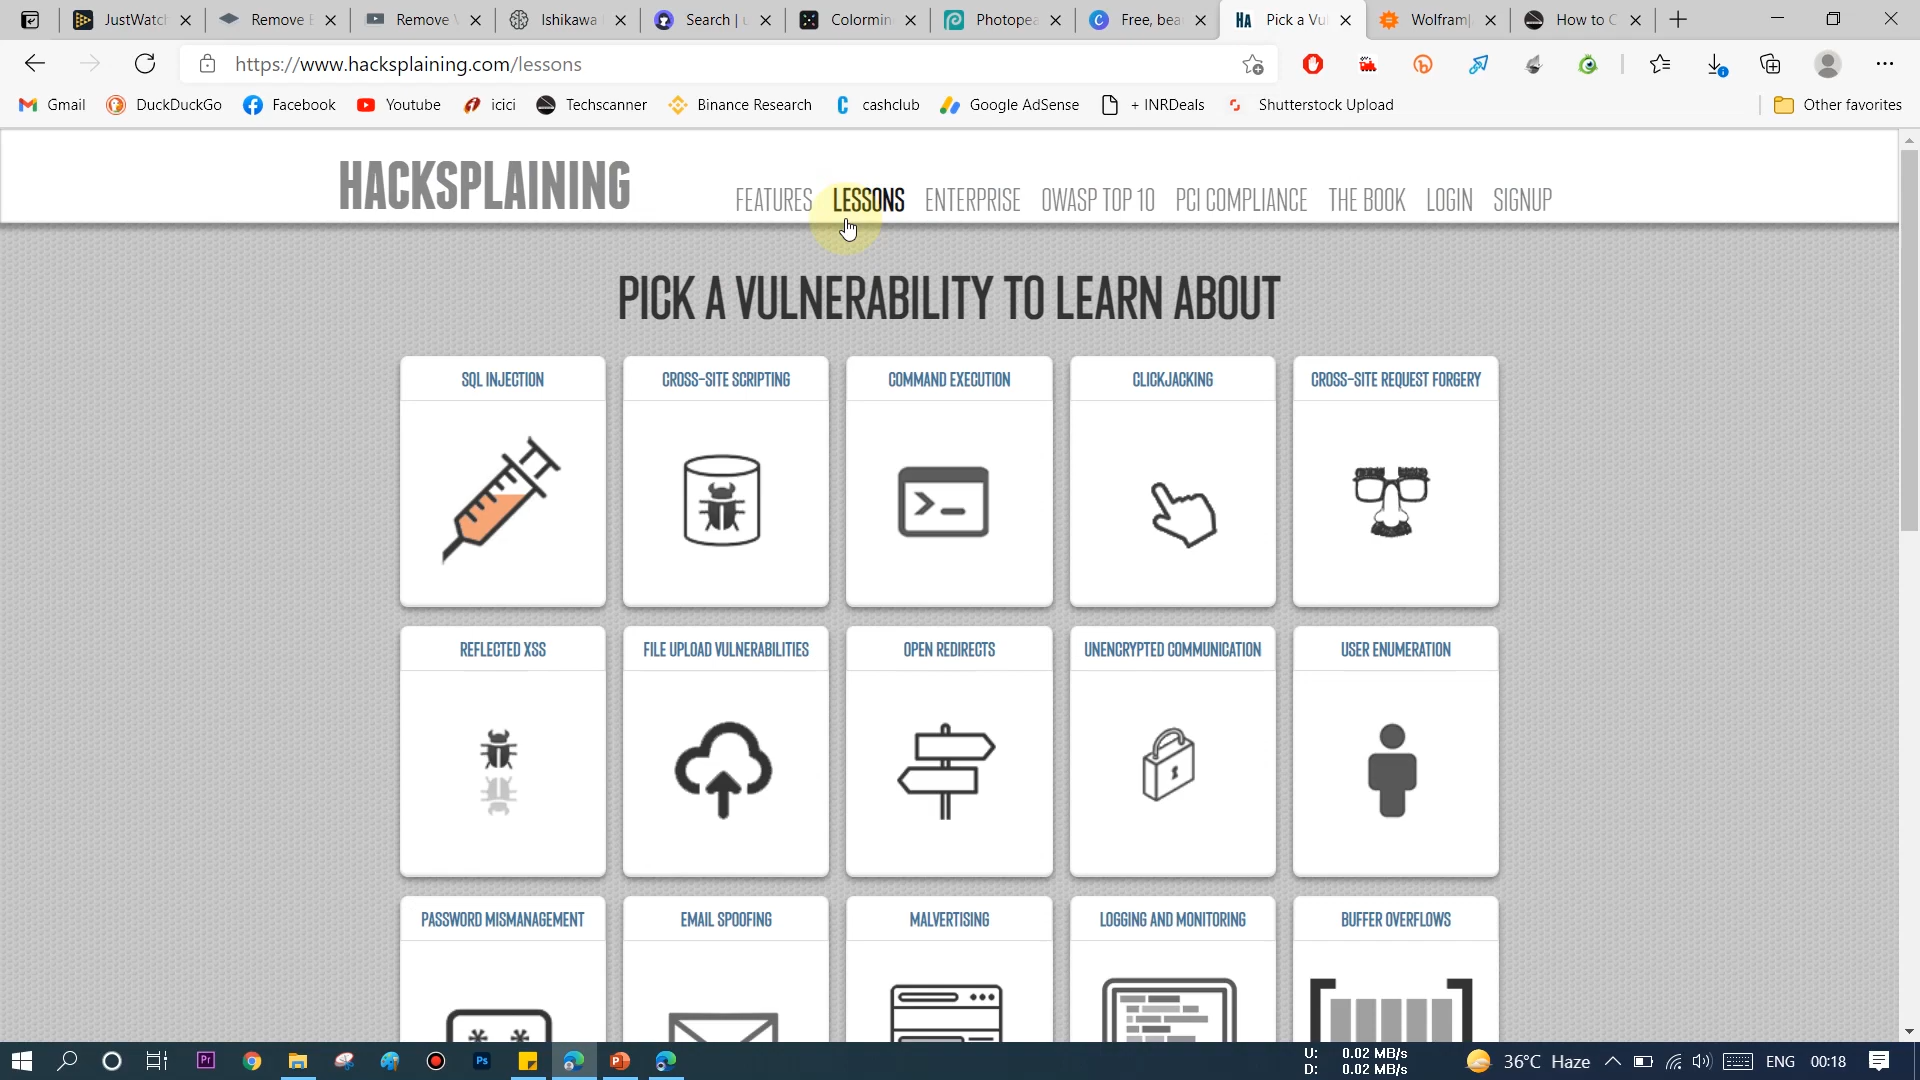 JustWatch
Remove
Remove
Ishikawa
Search |
Colormin
Photopea
Free, bea
HA Pick a Vul
Wolfram|
How to C
https://www.hacksplaining.com/lessons
Gmail
DuckDuckGo
Facebook
Youtube
icici
Techscanner
Binance Research
cashclub
Google AdSense
+ INRDeals
Shutterstock Upload
Other favorites
HACKSPLAINING
FEATURES LESSONS ENTERPRISE OWASP TOP 10 PCI COMPLIANCE THE BOOK LOGIN SIGNUP
PICK A VULNERABILITY TO LEARN ABOUT
SQL INJECTION
CROSS-SITE SCRIPTING
COMMAND EXECUTION
CLICKJACKING
CROSS-SITE REQUEST FORGERY
REFLECTED XSS
FILE UPLOAD VULNERABILITIES
OPEN REDIRECTS
UNENCRYPTED COMMUNICATION
USER ENUMERATION
PASSWORD MISMANAGEMENT
EMAIL SPOOFING
MALVERTISING
LOGGING AND MONITORING
BUFFER OVERFLOWS
U: 0.02 MB/s
D: 0.02 MB/s
36°C Haze
ENG
00:18